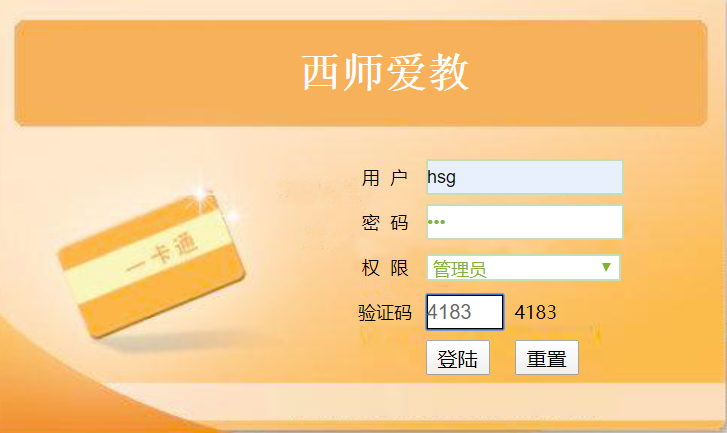 西师爱教
一卡通
用 户 hsg
密 码 •••
权 限 管理员 ▼
验证码 4183 4183
登陆 重置